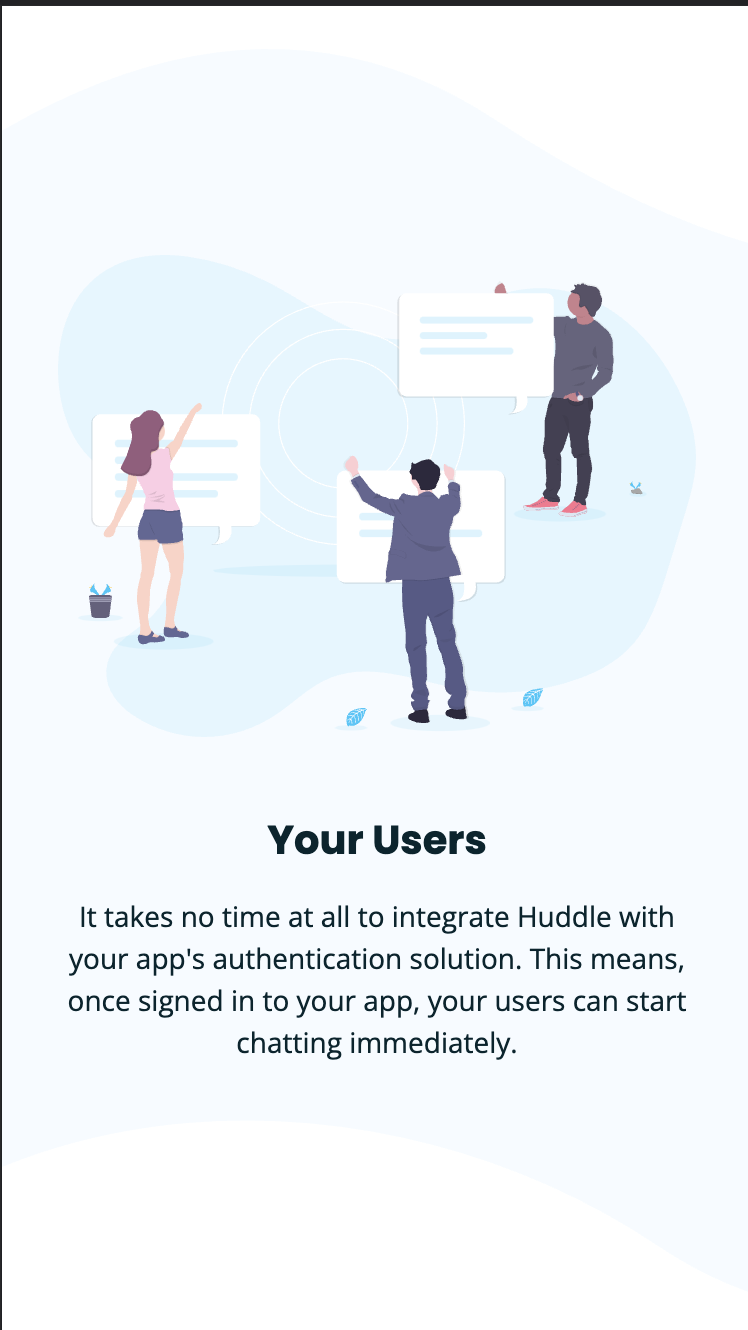 Your Users
It takes no time at all to integrate Huddle with
your app's authentication solution. This means,
once signed in to your app, your users can start
chatting immediately.